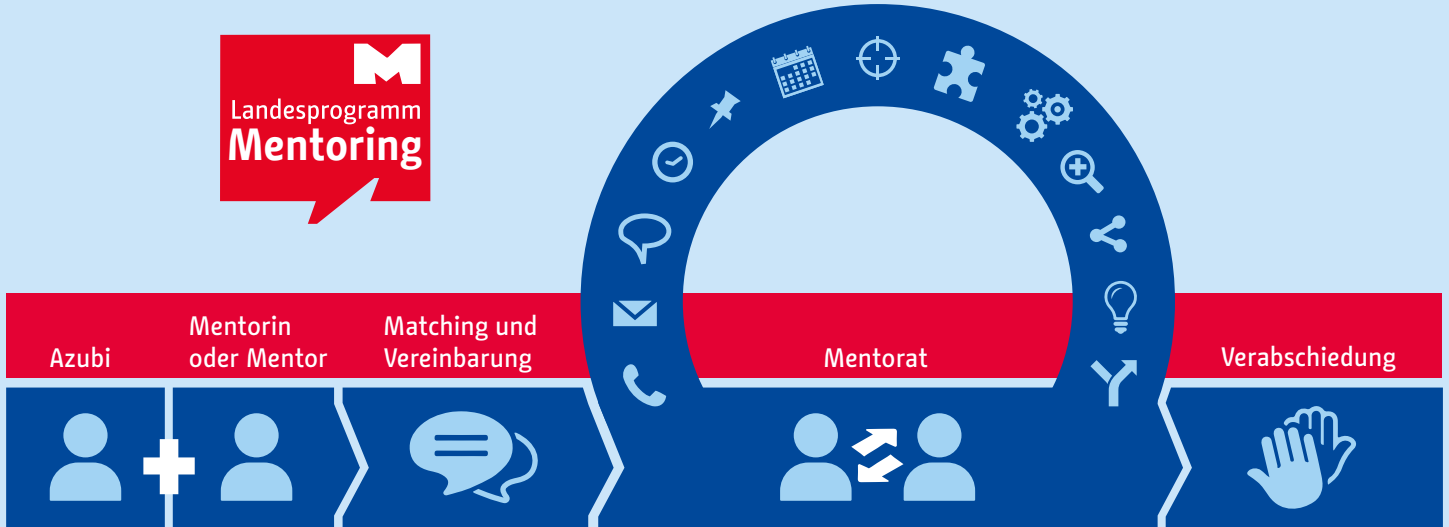 Landesprogramm
Mentoring
Azubi
Mentorin
oder Mentor
Matching und
Vereinbarung
Mentorat
Verabschiedung